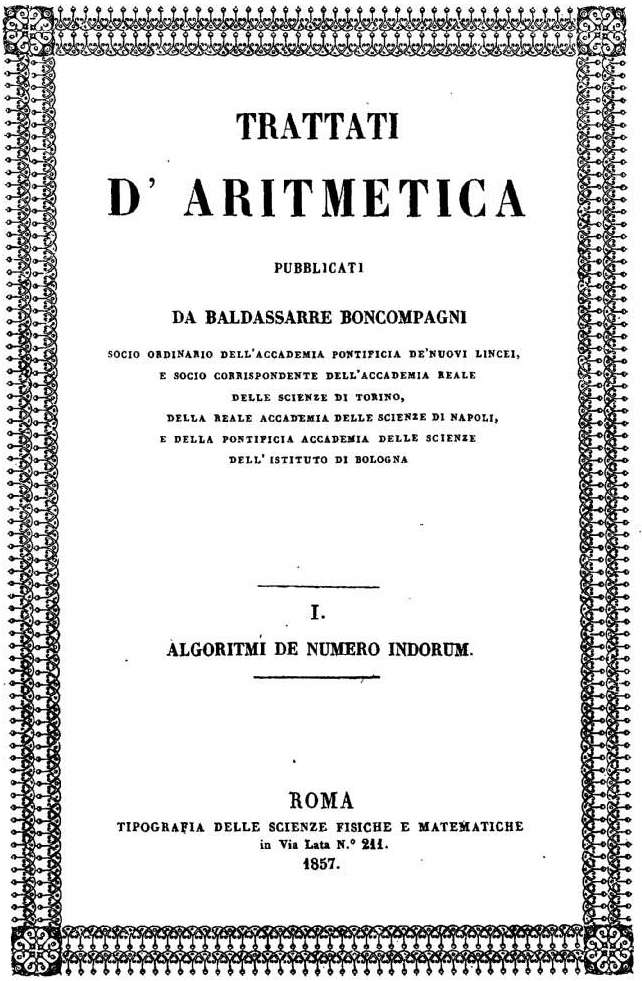 TRATTATI
D' ARITMETICA
PUBBLICATI
DA BALDASSARRE BONCOMPAGNI
SOCIO ORDINARIO DELL'ACCADEMIA PONTIFICIA DE'NUOVI LINCEI,
E SOCIO CORRISPONDENTE DELL'ACCADEMIA REALE
DELLE SCIENZE DI TORINO,
DELLA REALE ACCADEMIA DELLE SCIENZE DI NAPOLI,
E DELLA PONTIFICIA ACCADEMIA DELLE SCIENZE
DELL' ISTITUTO DI BOLOGNA
I.
ALGORITMI DE NUMERO INDORUM.
ROMA
TIPOGRAFIA DELLE SCIENZE FISICHE E MATEMATICHE
in Via Lata N.º 211.
1857.